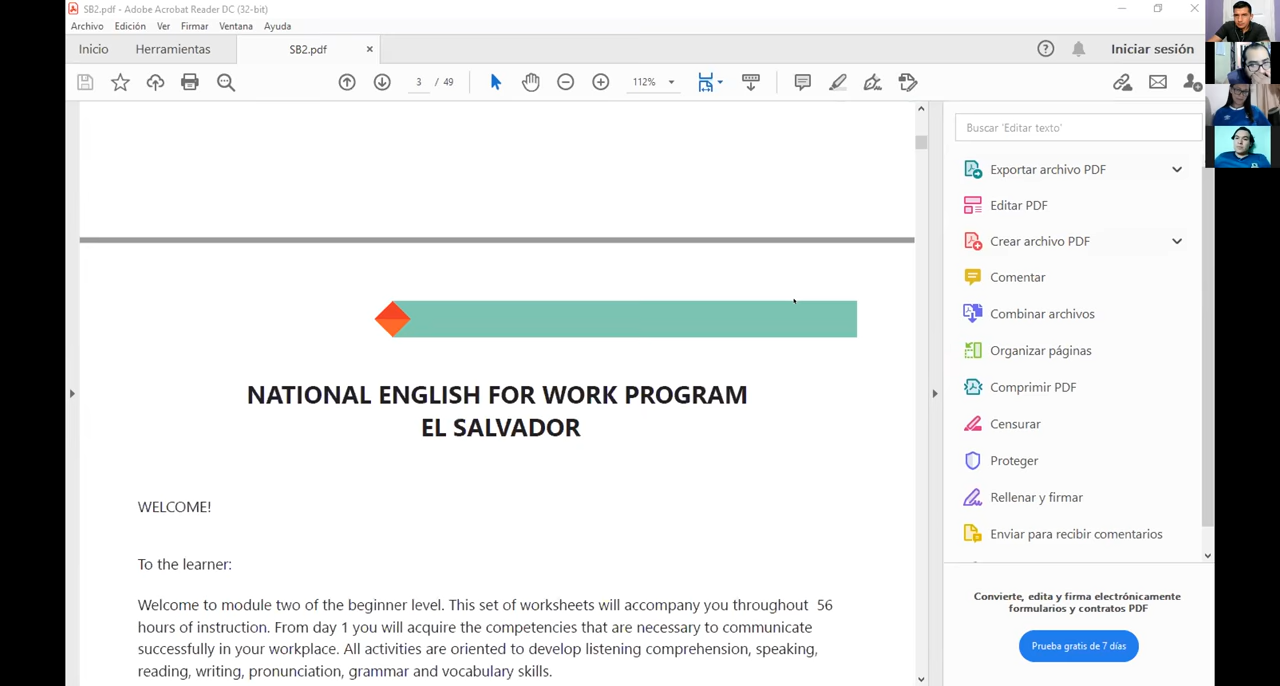 SB2.pdf - Adobe Acrobat Reader DC (32-bit)
Archivo Edición Ver Firmar Ventana Ayuda
Inicio Herramientas SB2.pdf × Iniciar sesión
3 / 49 112%
Buscar 'Editar texto'
Exportar archivo PDF
Editar PDF
Crear archivo PDF
Comentar
Combinar archivos
Organizar páginas
Comprimir PDF
Censurar
Proteger
Rellenar y firmar
Enviar para recibir comentarios
Convierte, edita y firma electrónicamente
formularios y contratos PDF
Prueba gratis de 7 días
NATIONAL ENGLISH FOR WORK PROGRAM
EL SALVADOR
WELCOME!
To the learner:
Welcome to module two of the beginner level. This set of worksheets will accompany you throughout 56
hours of instruction. From day 1 you will acquire the competencies that are necessary to communicate
successfully in your workplace. All activities are oriented to develop listening comprehension, speaking,
reading, writing, pronunciation, grammar and vocabulary skills.